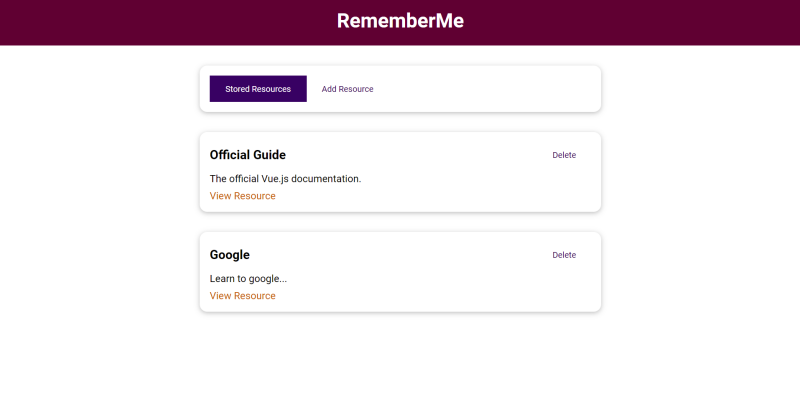 RememberMe
Stored Resources Add Resource
Official Guide Delete
The official Vue.js documentation.
View Resource
Google Delete
Learn to google...
View Resource